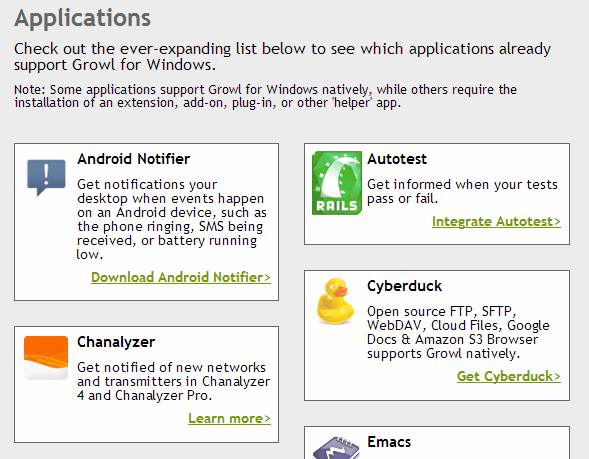 Applications
Check out the ever-expanding list below to see which applications already
support Growl for Windows.
Note: Some applications support Growl for Windows natively, while others require the
installation of an extension, add-on, plug-in, or other 'helper' app.
Android Notifier
Get notifications your
desktop when events happen
on an Android device, such as
the phone ringing, SMS being
received, or battery running
low.
Download Android Notifier>
Chanalyzer
Get notified of new networks
and transmitters in Chanalyzer
4 and Chanalyzer Pro.
Learn more>
RAILS
Autotest
Get informed when your tests
pass or fail.
Integrate Autotest>
Cyberduck
Open source FTP, SFTP,
WebDAV, Cloud Files, Google
Docs & Amazon S3 Browser
supports Growl natively.
Get Cyberduck>
Emacs